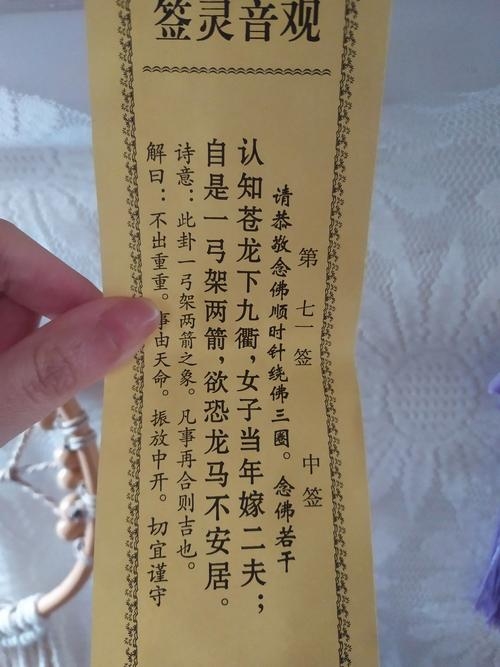 观音灵签
第七一签 中签
请恭敬念佛顺时针绕佛三圈。念佛若干
认知苍龙下九衢，女子当年嫁二夫；
自是一弓架两箭，欲恐龙马不安居。
诗意：此卦一弓架两箭之象。凡事再合则吉也。
解曰：不出重重。事由天命。振放中开。切宜谨守